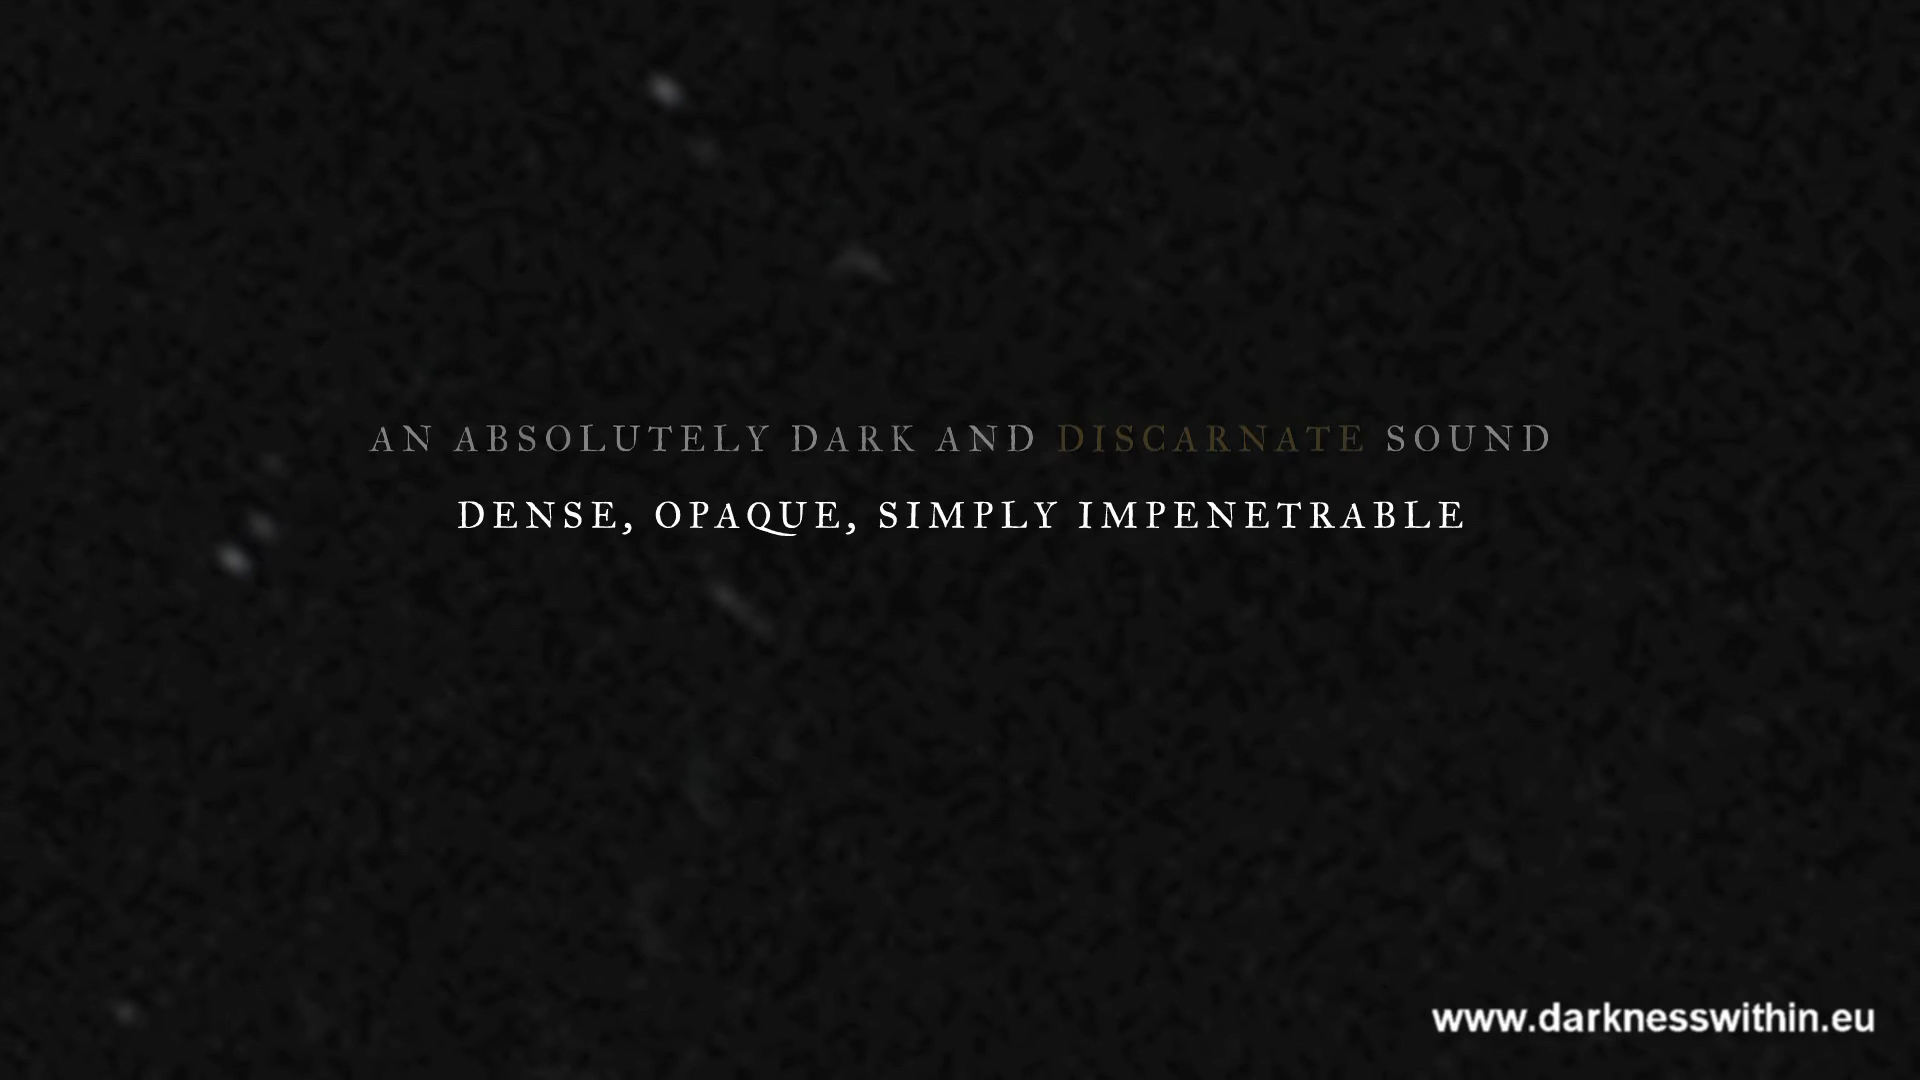 AN ABSOLUTELY DARK AND DISCARNATE SOUND
DENSE, OPAQUE, SIMPLY IMPENETRABLE
www.darknesswithin.eu